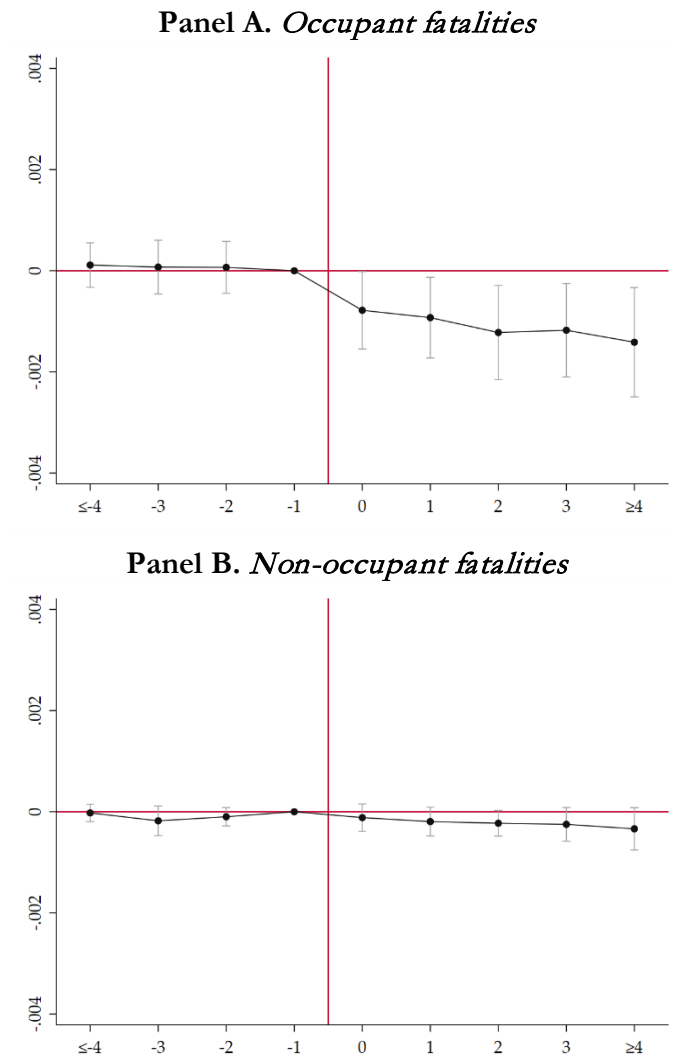 Panel A. Occupant fatalities
.004
.002
0
-.002
-.004
≤-4 -3 -2 -1 0 1 2 3 ≥4
Panel B. Non-occupant fatalities
.004
.002
0
-.002
-.004
≤-4 -3 -2 -1 0 1 2 3 ≥4